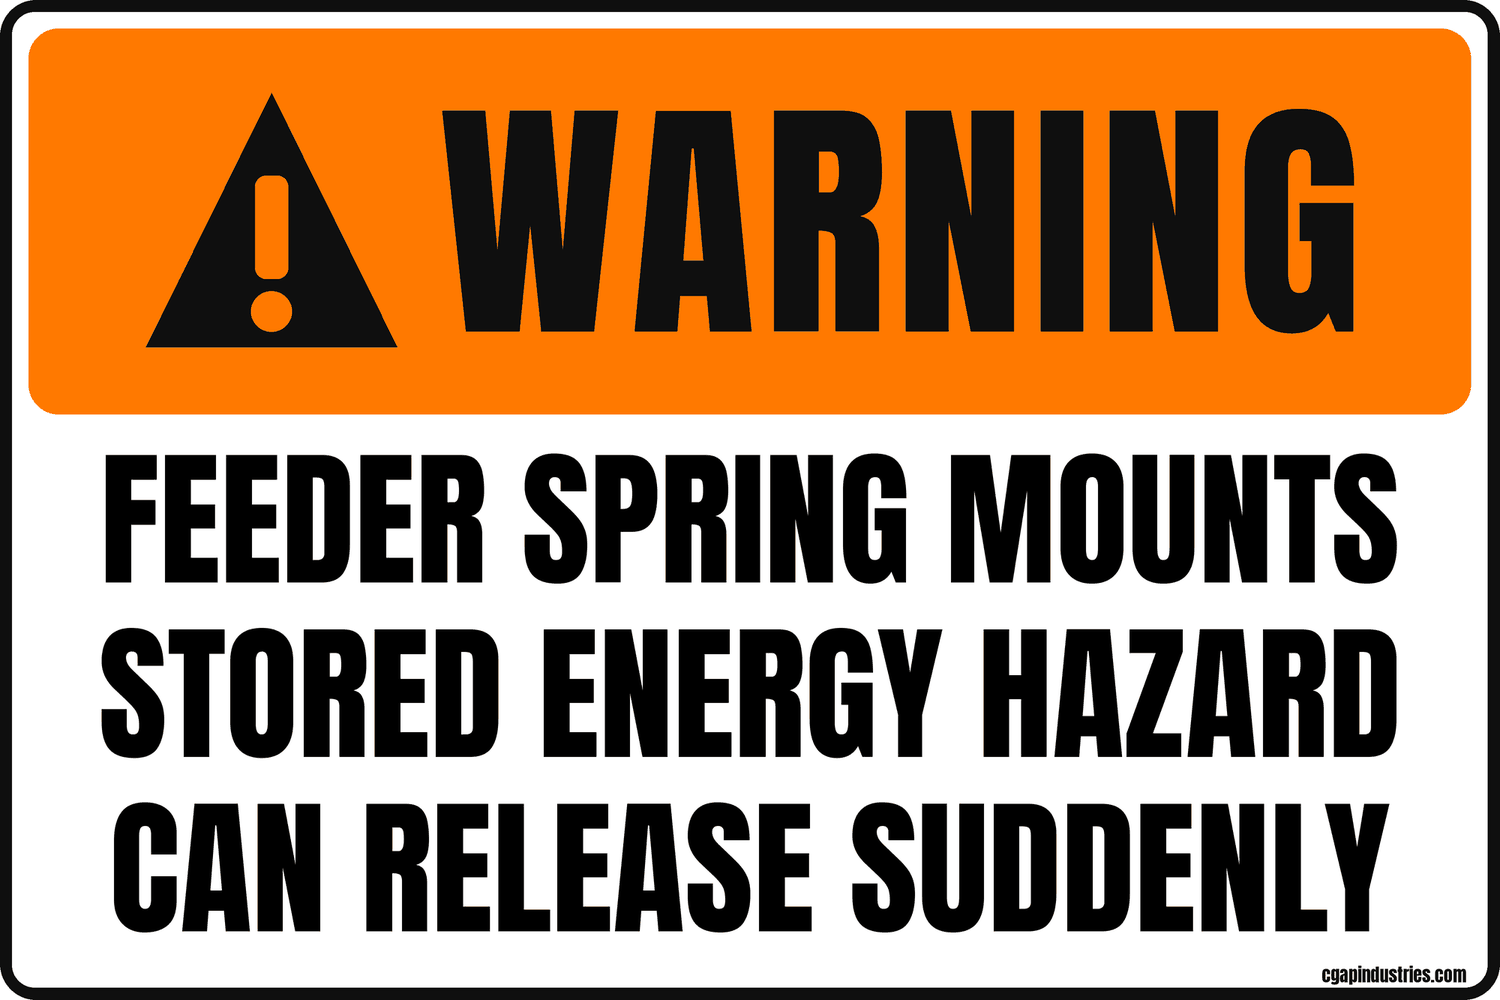 WARNING
FEEDER SPRING MOUNTS
STORED ENERGY HAZARD
CAN RELEASE SUDDENLY
cgapindustries.com